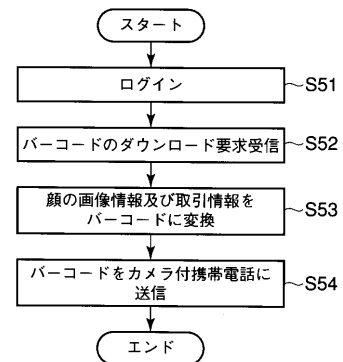 スタート
ログイン
S51
バーコードのダウンロード要求受信
S52
顔の画像情報及び取引情報を
バーコードに変換
S53
バーコードをカメラ付携帯電話に
送信
S54
エンド